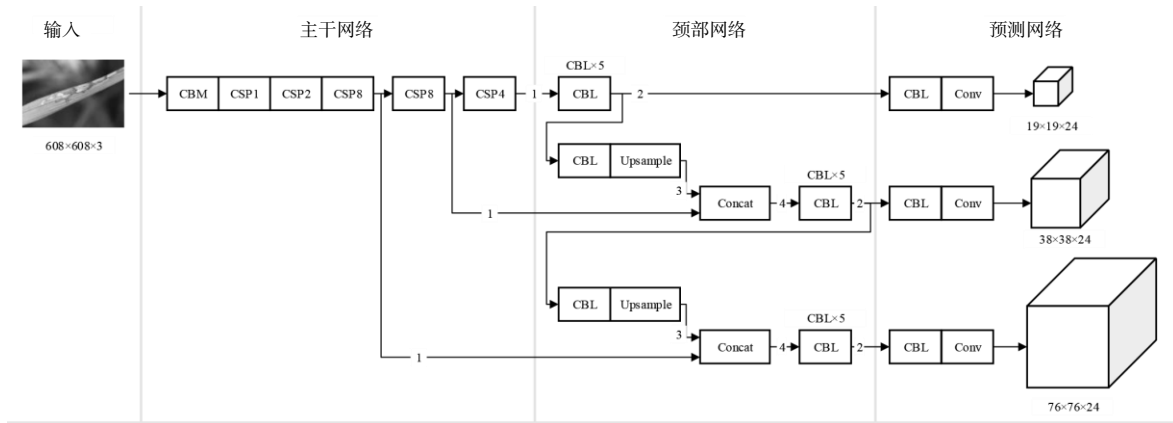 输入
主干网络
颈部网络
预测网络
608×608×3
CBM CSP1 CSP2 CSP8 CSP8 CSP4 1
CBL×5
CBL 2
CBL Conv
19×19×24
CBL Upsample
3
1
Concat 4
CBL×5
CBL 2
CBL Conv
38×38×24
CBL Upsample
3
1
Concat 4
CBL×5
CBL 2
CBL Conv
76×76×24